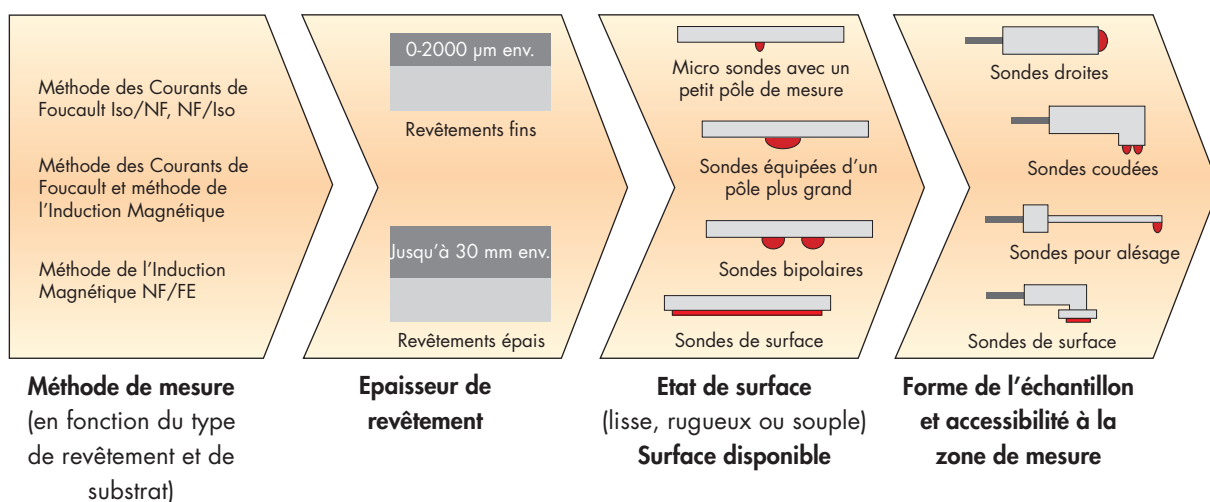 Méthode des Courants de
Foucault Iso/NF, NF/Iso
Méthode des Courants de
Foucault et méthode de
l’Induction Magnétique
Méthode de l’Induction
Magnétique NF/FE
Méthode de mesure
(en fonction du type
de revêtement et de
substrat)
0-2000 µm env.
Revêtements fins
Jusqu’à 30 mm env.
Revêtements épais
Epaisseur de
revêtement
Micro sondes avec un
petit pôle de mesure
Sondes équipées d’un
pôle plus grand
Sondes bipolaires
Sondes de surface
Etat de surface
(lisse, rugueux ou souple)
Surface disponible
Sondes droites
Sondes coudées
Sondes pour alésage
Sondes de surface
Forme de l’échantillon
et accessibilité à la
zone de mesure